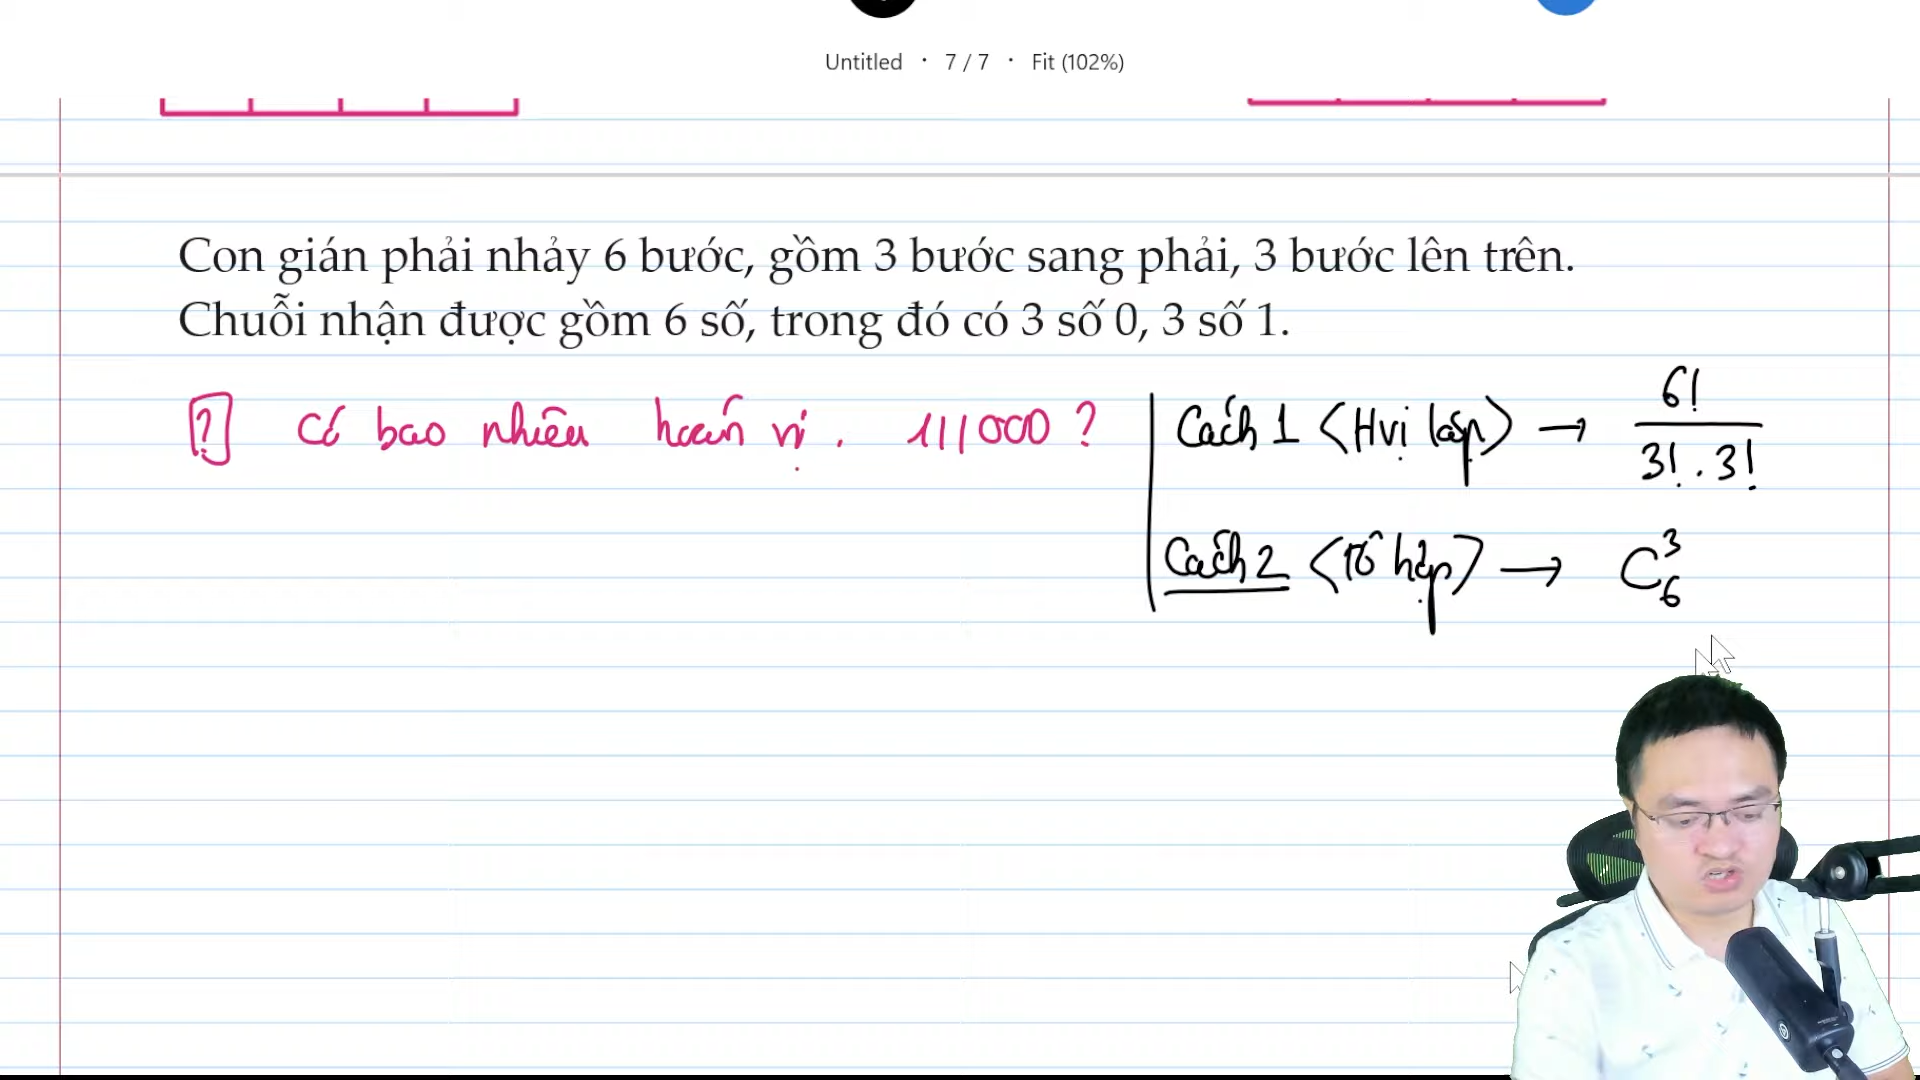 Untitled · 7 / 7 · Fit (102%)
Con gián phải nhảy 6 bước, gồm 3 bước sang phải, 3 bước lên trên.
Chuỗi nhận được gồm 6 số, trong đó có 3 số 0, 3 số 1.
? Có bao nhiêu hoán vị . 111000 ?
Cách 1 <Hvị lặp> → 6! / 3! . 3!
Cách 2 <Tổ hợp> → C₆³